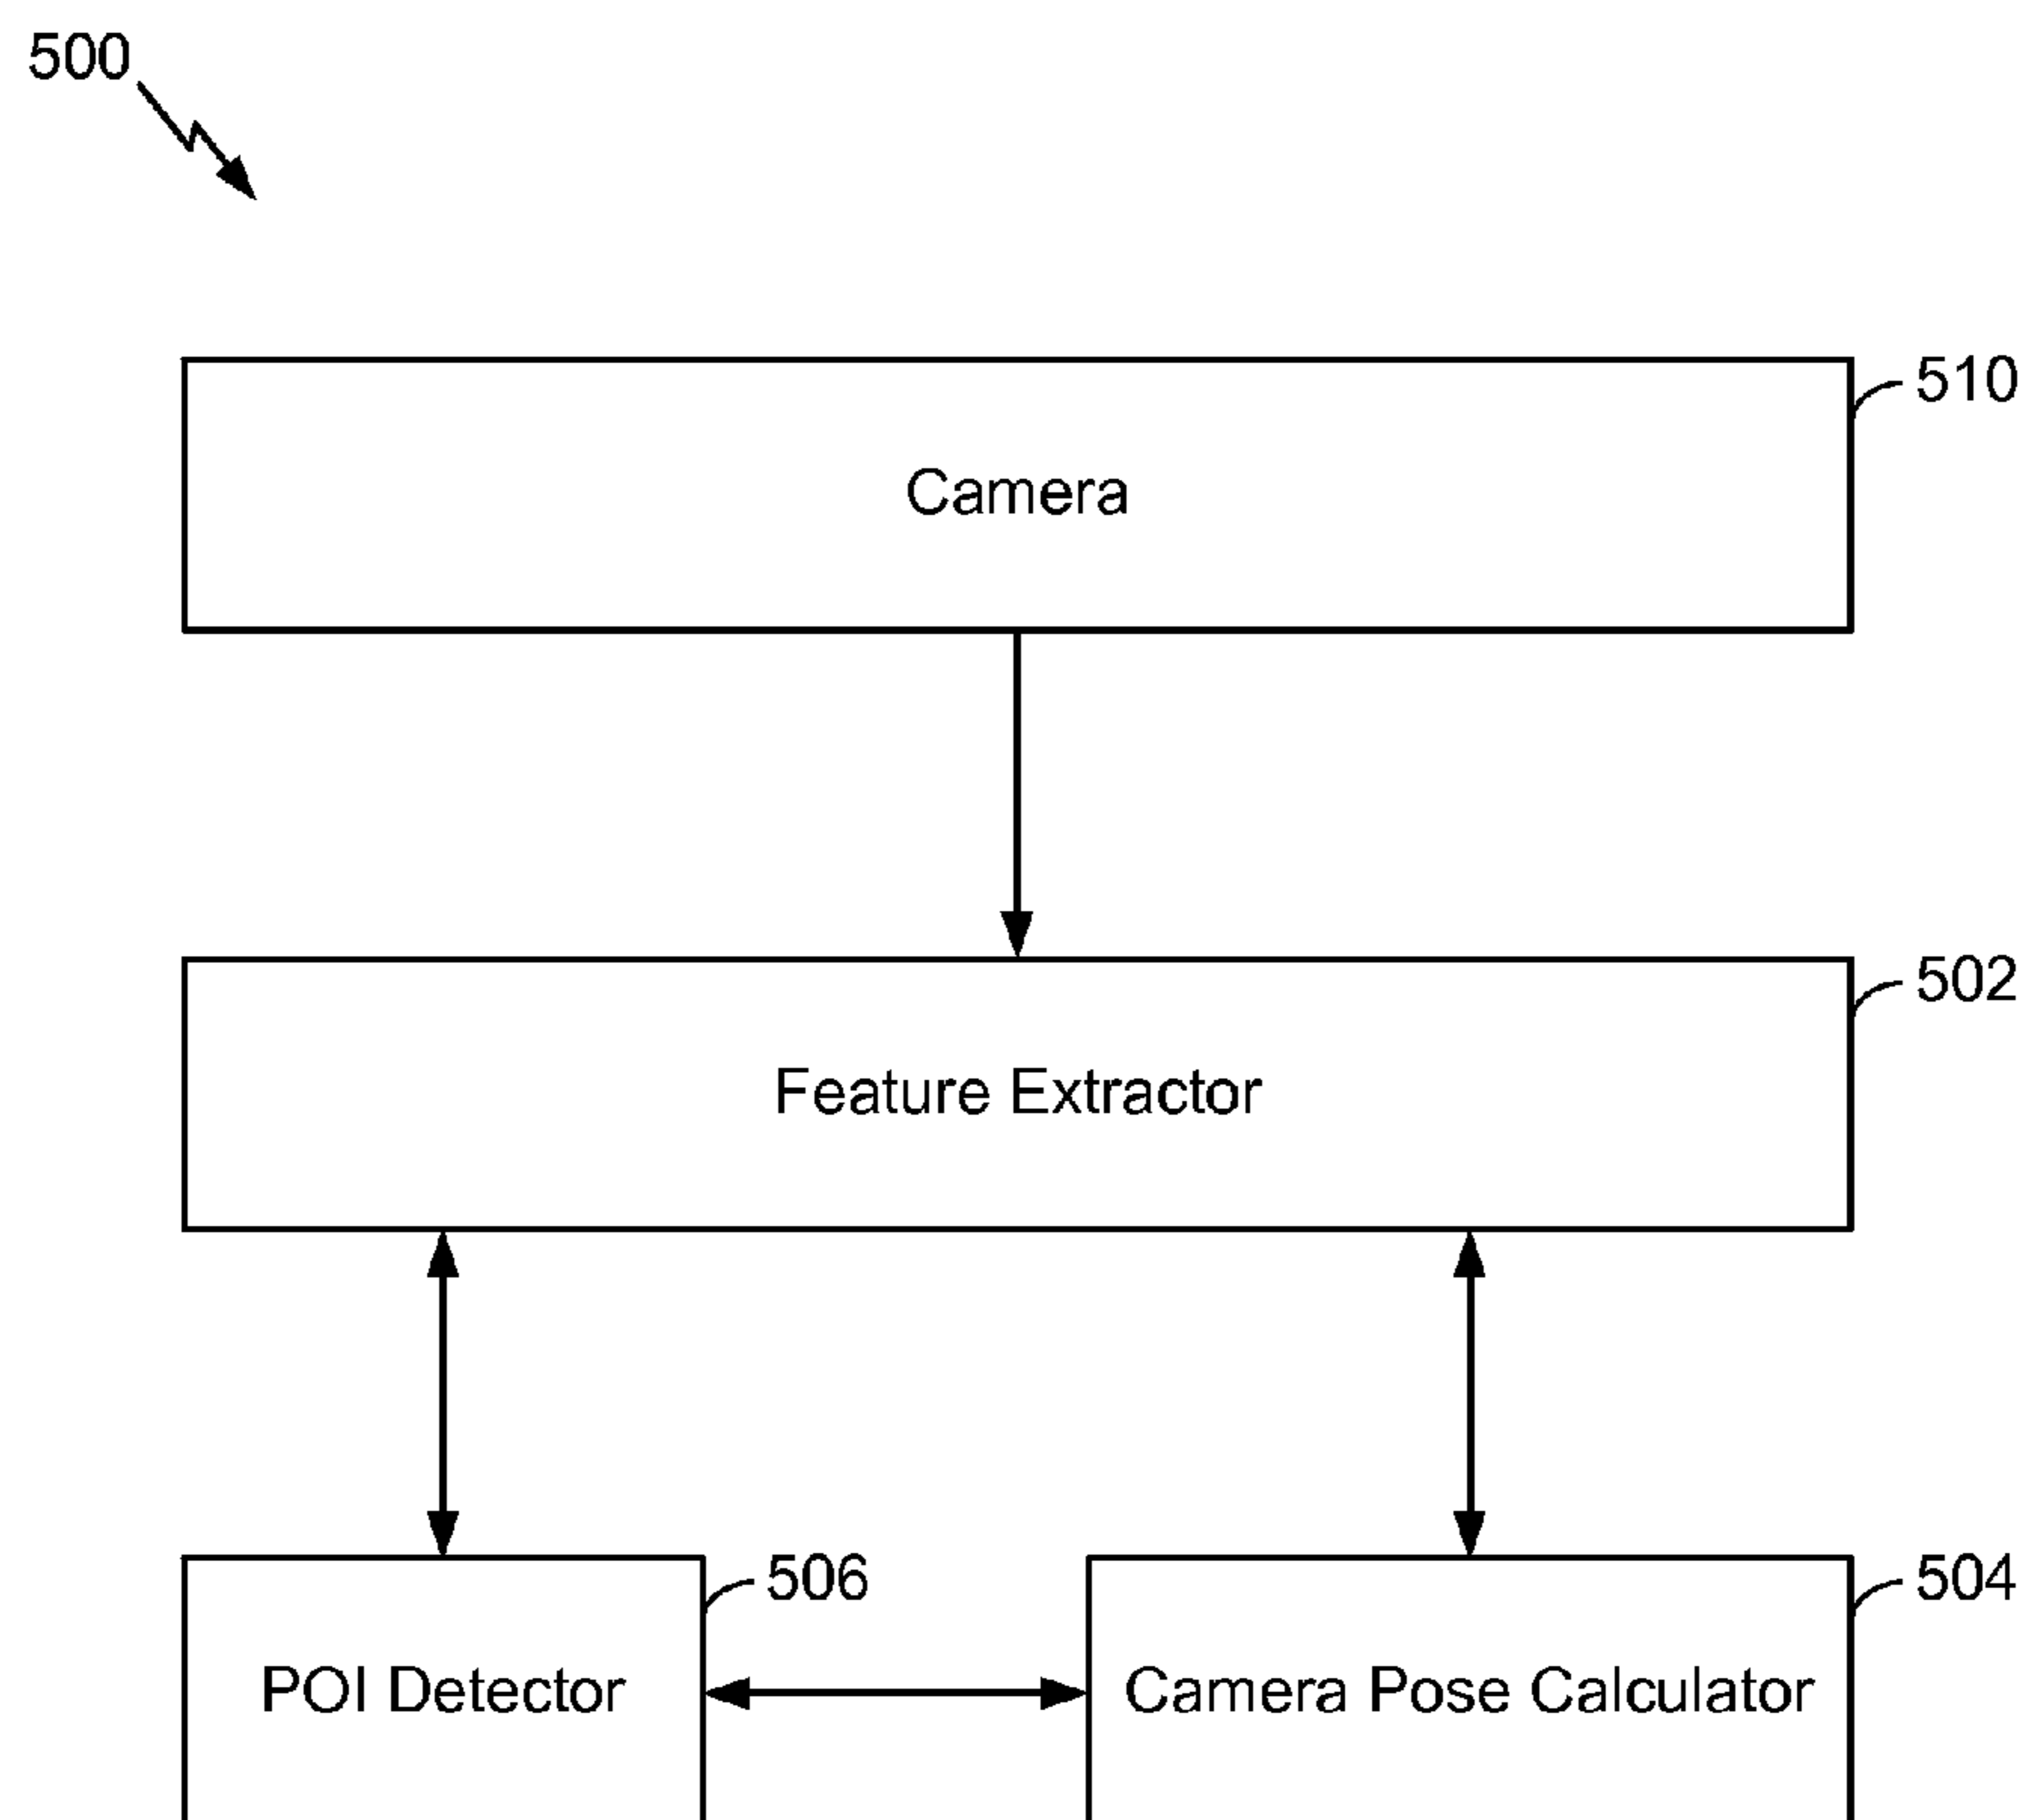 500
510
Camera
502
Feature Extractor
506
504
POI Detector
Camera Pose Calculator